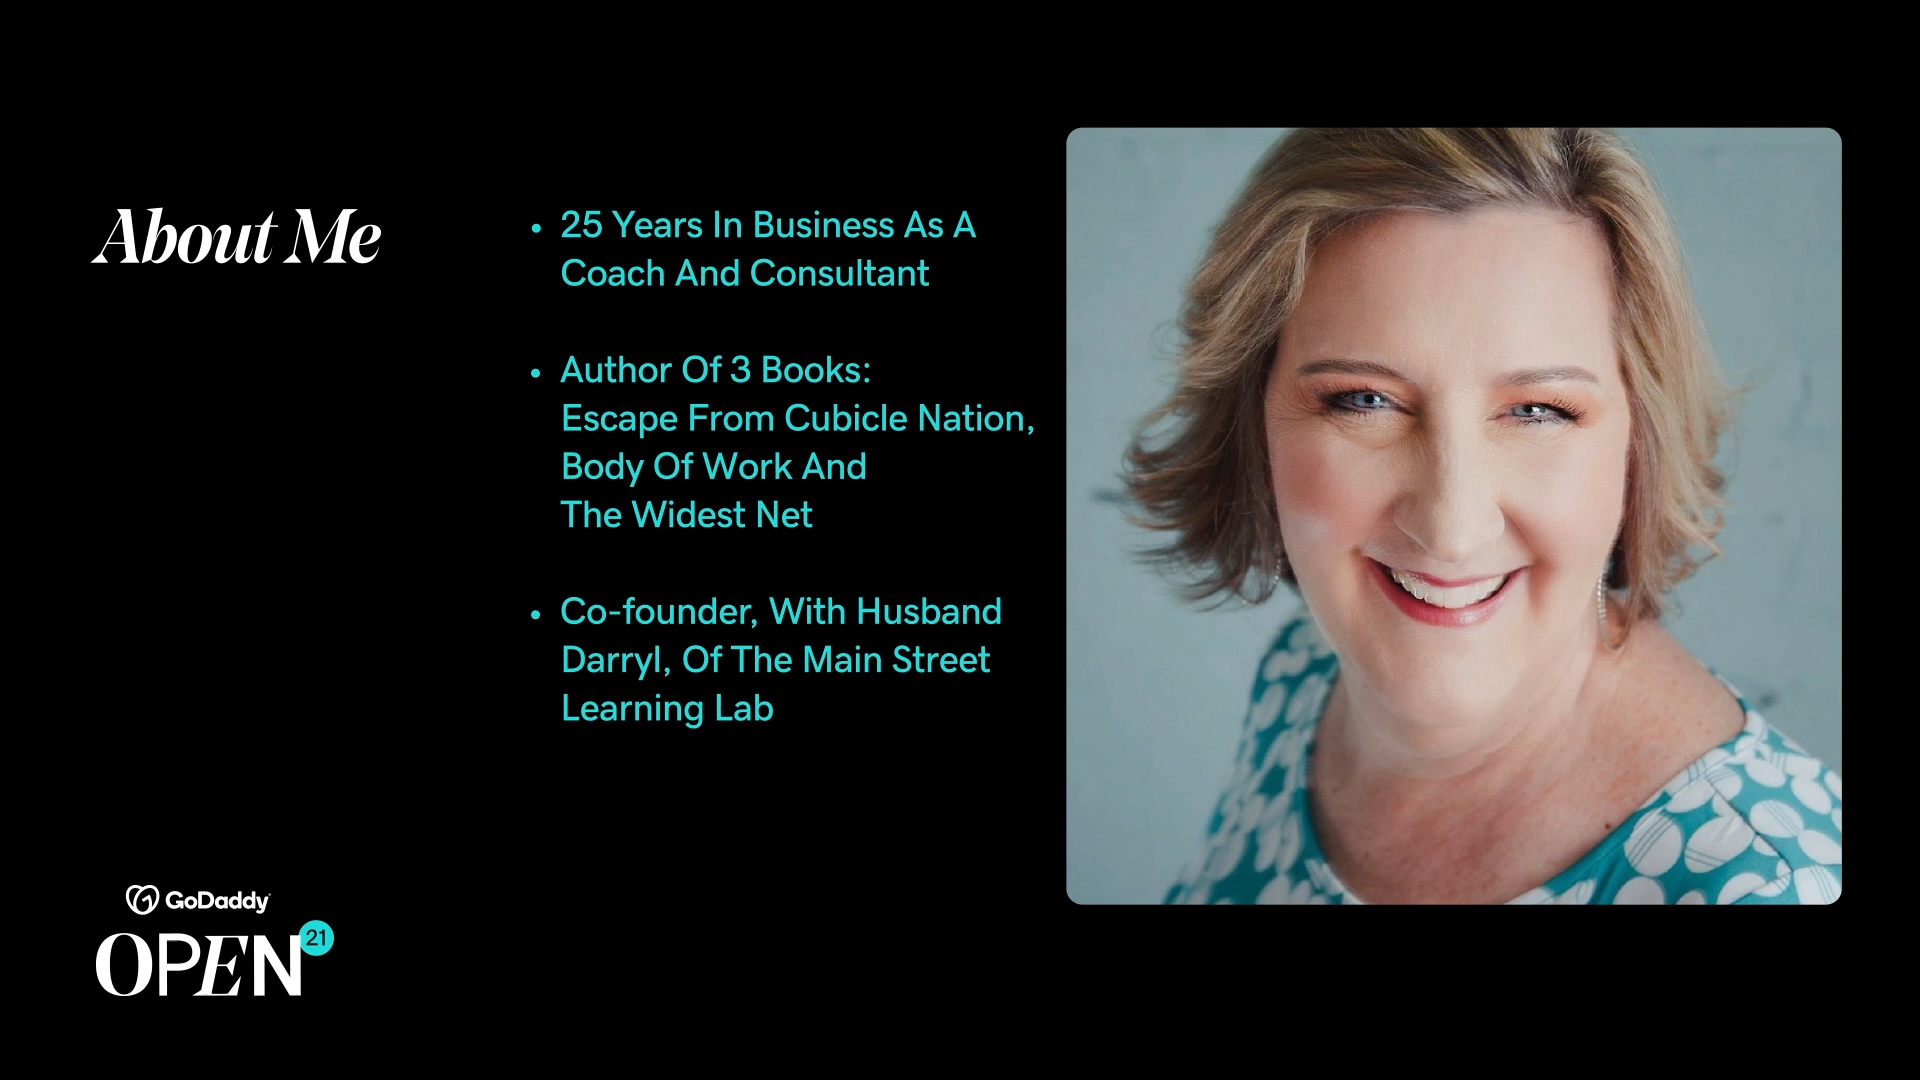 About Me
• 25 Years In Business As A
Coach And Consultant
• Author Of 3 Books:
Escape From Cubicle Nation,
Body Of Work And
The Widest Net
• Co-founder, With Husband
Darryl, Of The Main Street
Learning Lab
GoDaddy
OPEN 21